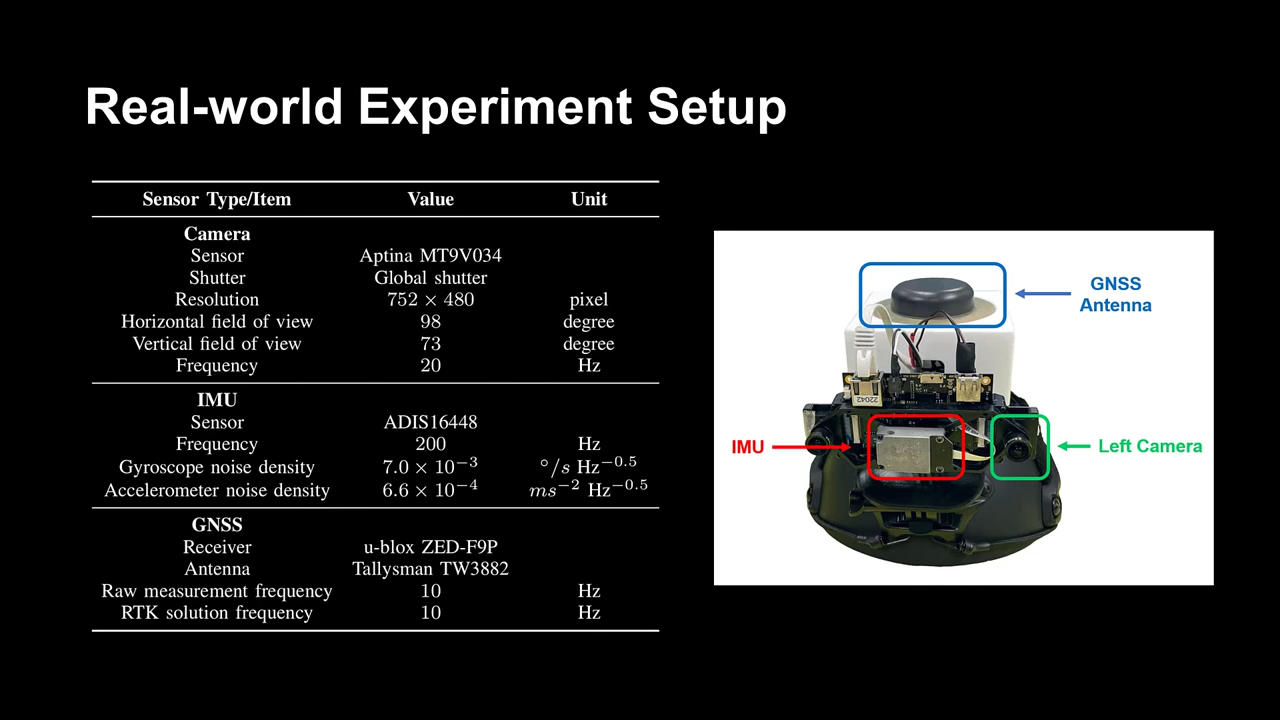 Real-world Experiment Setup
Sensor Type/Item Value Unit
Camera
Sensor Aptina MT9V034
Shutter Global shutter
Resolution 752 × 480 pixel
Horizontal field of view 98 degree
Vertical field of view 73 degree
Frequency 20 Hz
IMU
Sensor ADIS16448
Frequency 200 Hz
Gyroscope noise density 7.0 × 10⁻³ °/s Hz⁻⁰·⁵
Accelerometer noise density 6.6 × 10⁻⁴ ms⁻² Hz⁻⁰·⁵
GNSS
Receiver u-blox ZED-F9P
Antenna Tallysman TW3882
Raw measurement frequency 10 Hz
RTK solution frequency 10 Hz
GNSS
Antenna
22042
IMU
Left Camera